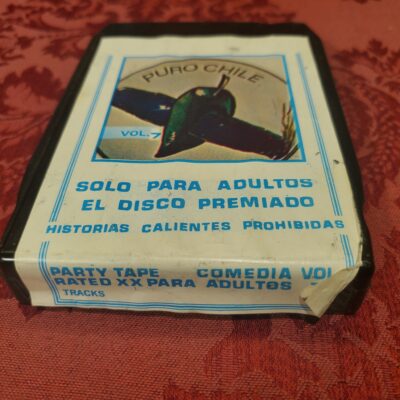 PURO CHILE
VOL. 7
SOLO PARA ADULTOS
EL DISCO PREMIADO
HISTORIAS CALIENTES PROHIBIDAS
PARTY TAPE COMEDIA VOL
RATED XX PARA ADULTOS
TRACKS